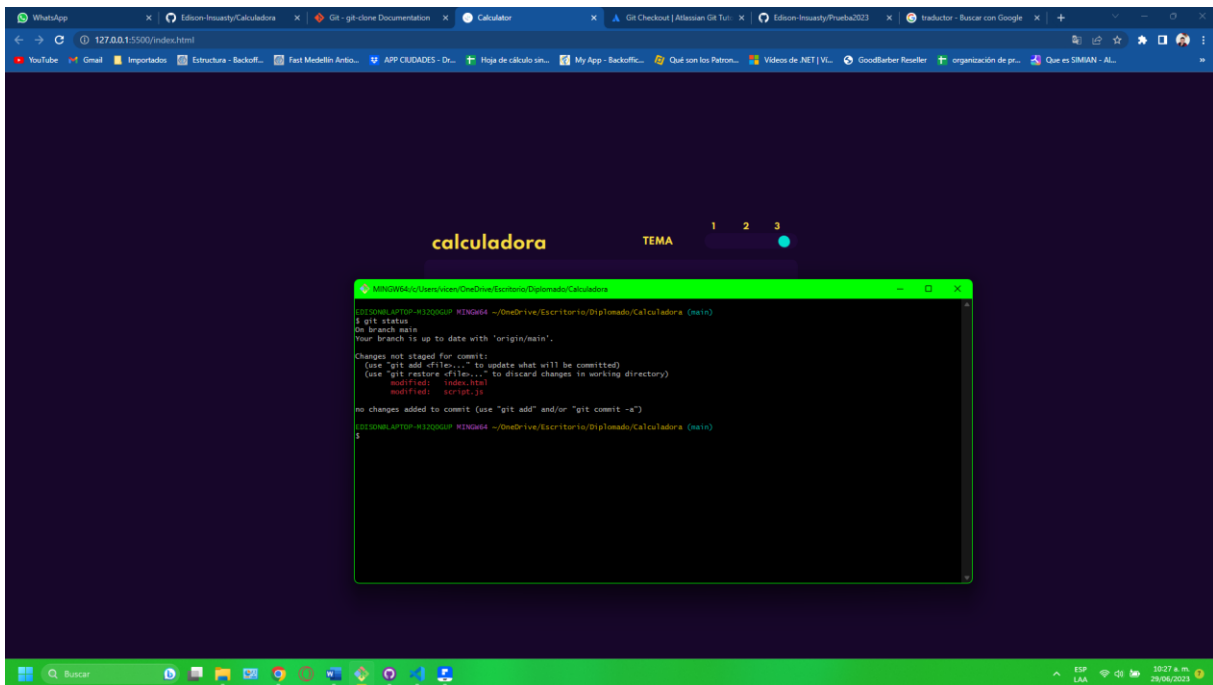 WhatsApp
Edison-Insuasty/Calculadora
Git - git-clone Documentation
Calculator
Git Checkout | Atlassian Git Tuto
Edison-Insuasty/Prueba2023
traductor - Buscar con Google
127.0.0.1:5500/index.html
YouTube
Gmail
Importados
Estructura - Backoff...
Fast Medellín Antio...
APP CIUDADES - Dr...
Hoja de cálculo sin...
My App - Backoffic...
Qué son los Patron...
Vídeos de .NET | Vi...
GoodBarber Reseller
organización de pr...
Que es SIMIAN - Al...
1 2 3
calculadora
TEMA
MINGW64:/c/Users/vicen/OneDrive/Escritorio/Diplomado/Calculadora
EDISON@LAPTOP-M32Q0GUP MINGW64 ~/OneDrive/Escritorio/Diplomado/Calculadora (main)
$ git status
On branch main
Your branch is up to date with 'origin/main'.
Changes not staged for commit:
(use "git add <file>..." to update what will be committed)
(use "git restore <file>..." to discard changes in working directory)
modified: index.html
modified: script.js
no changes added to commit (use "git add" and/or "git commit -a")
EDISON@LAPTOP-M32Q0GUP MINGW64 ~/OneDrive/Escritorio/Diplomado/Calculadora (main)
$
Buscar
ESP
LAA
10:27 a. m.
29/06/2023